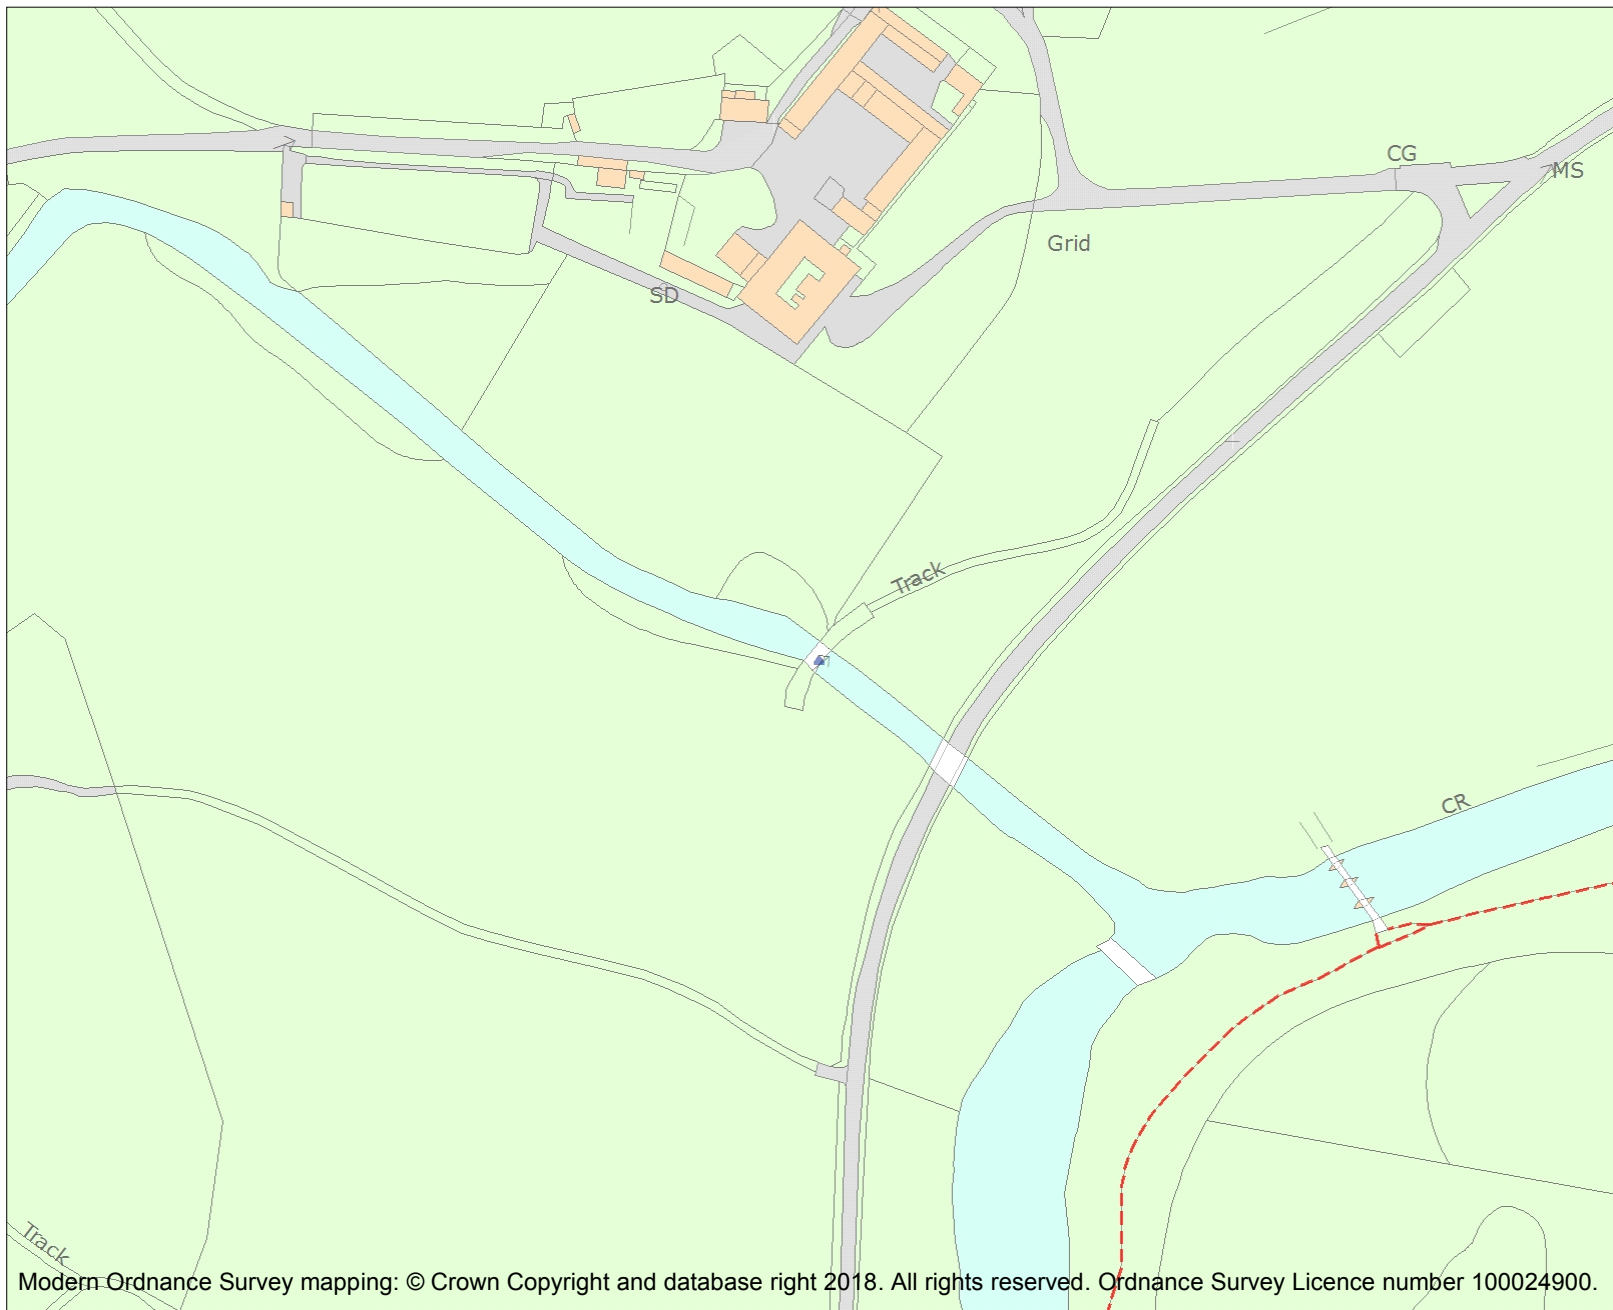 CG
MS
Grid
SD
Track
CR
Track
Modern Ordnance Survey mapping: © Crown Copyright and database right 2018. All rights reserved. Ordnance Survey Licence number 100024900.